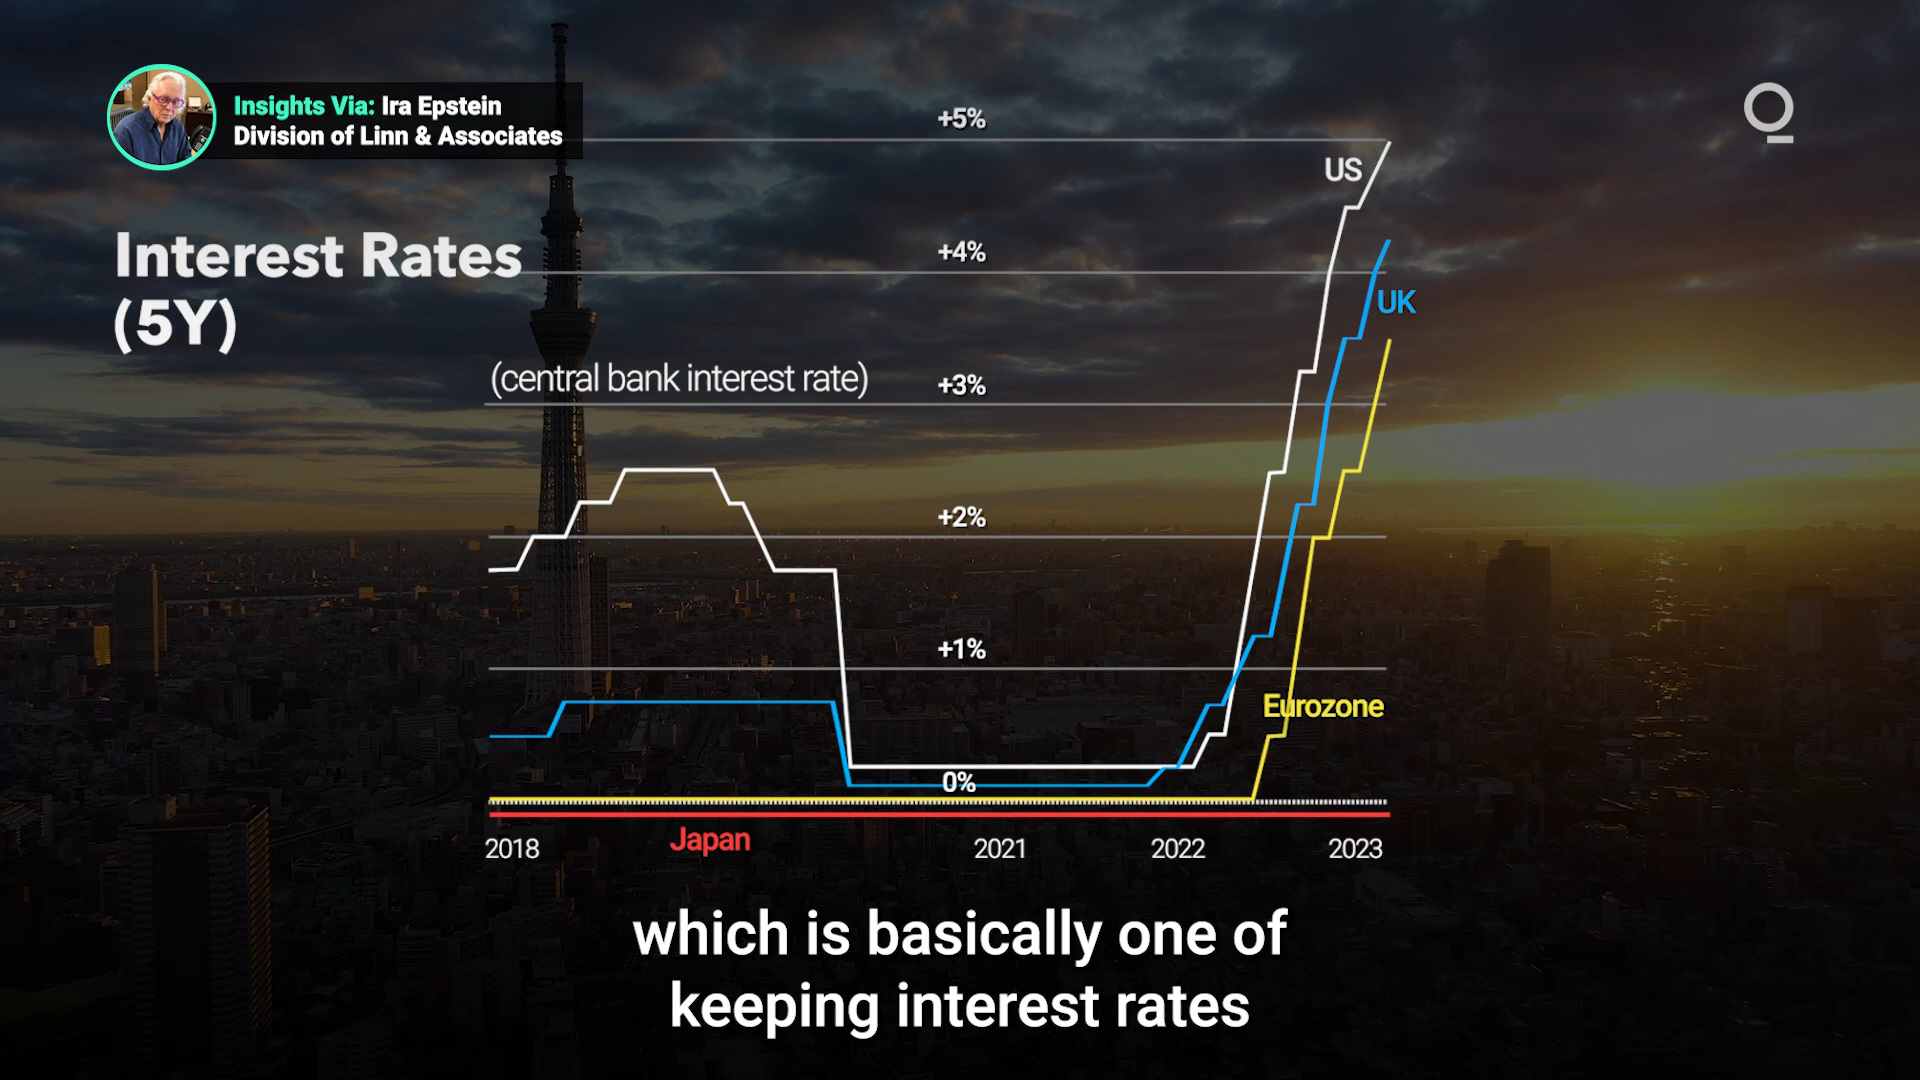 Insights Via: Ira Epstein
Division of Linn & Associates
Interest Rates
(5Y)
(central bank interest rate)
+5%
+4%
+3%
+2%
+1%
0%
US
UK
Eurozone
Japan
2018
2021
2022
2023
which is basically one of
keeping interest rates